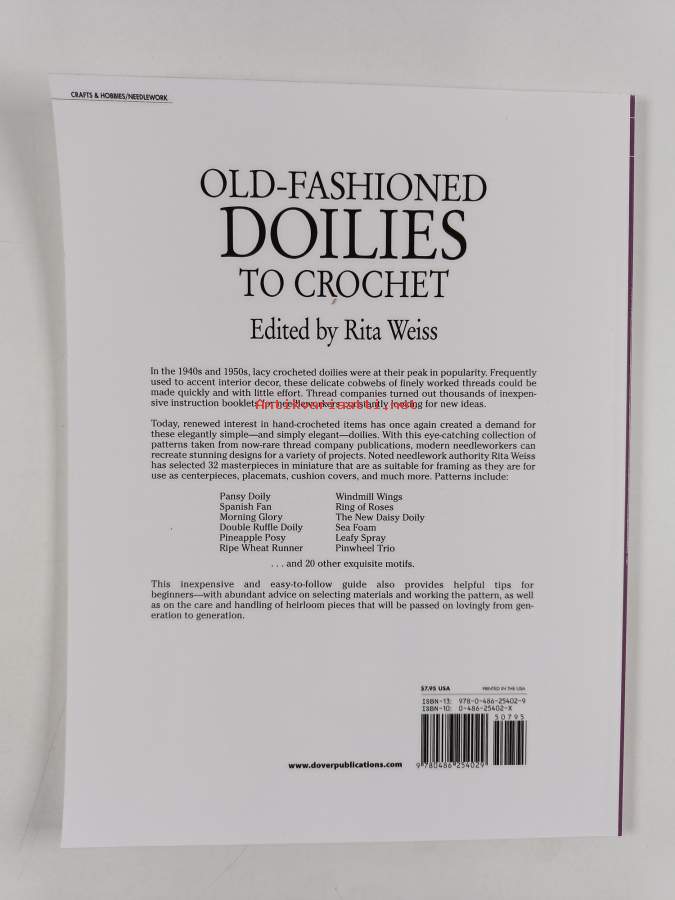 CRAFTS & HOBBIES/NEEDLEWORK
OLD-FASHIONED
DOILIES
TO CROCHET
Edited by Rita Weiss
In the 1940s and 1950s, lacy crocheted doilies were at their peak in popularity. Frequently
used to accent interior decor, these delicate cobwebs of finely worked threads could be
made quickly and with little effort. Thread companies turned out thousands of inexpen-
sive instruction booklets for needleworkers constantly looking for new ideas.
Antikvariaatti.net
Today, renewed interest in hand-crocheted items has once again created a demand for
these elegantly simple—and simply elegant—doilies. With this eye-catching collection of
patterns taken from now-rare thread company publications, modern needleworkers can
recreate stunning designs for a variety of projects. Noted needlework authority Rita Weiss
has selected 32 masterpieces in miniature that are as suitable for framing as they are for
use as centerpieces, placemats, cushion covers, and much more. Patterns include:
Pansy Doily
Spanish Fan
Morning Glory
Double Ruffle Doily
Pineapple Posy
Ripe Wheat Runner
Windmill Wings
Ring of Roses
The New Daisy Doily
Sea Foam
Leafy Spray
Pinwheel Trio
. . . and 20 other exquisite motifs.
This inexpensive and easy-to-follow guide also provides helpful tips for
beginners—with abundant advice on selecting materials and working the pattern, as well
as on the care and handling of heirloom pieces that will be passed on lovingly from gen-
eration to generation.
$7.95 USA
PRINTED IN THE USA
ISBN-13: 978-0-486-25402-9
ISBN-10: 0-486-25402-X
50795
9 780486 254029
www.doverpublications.com